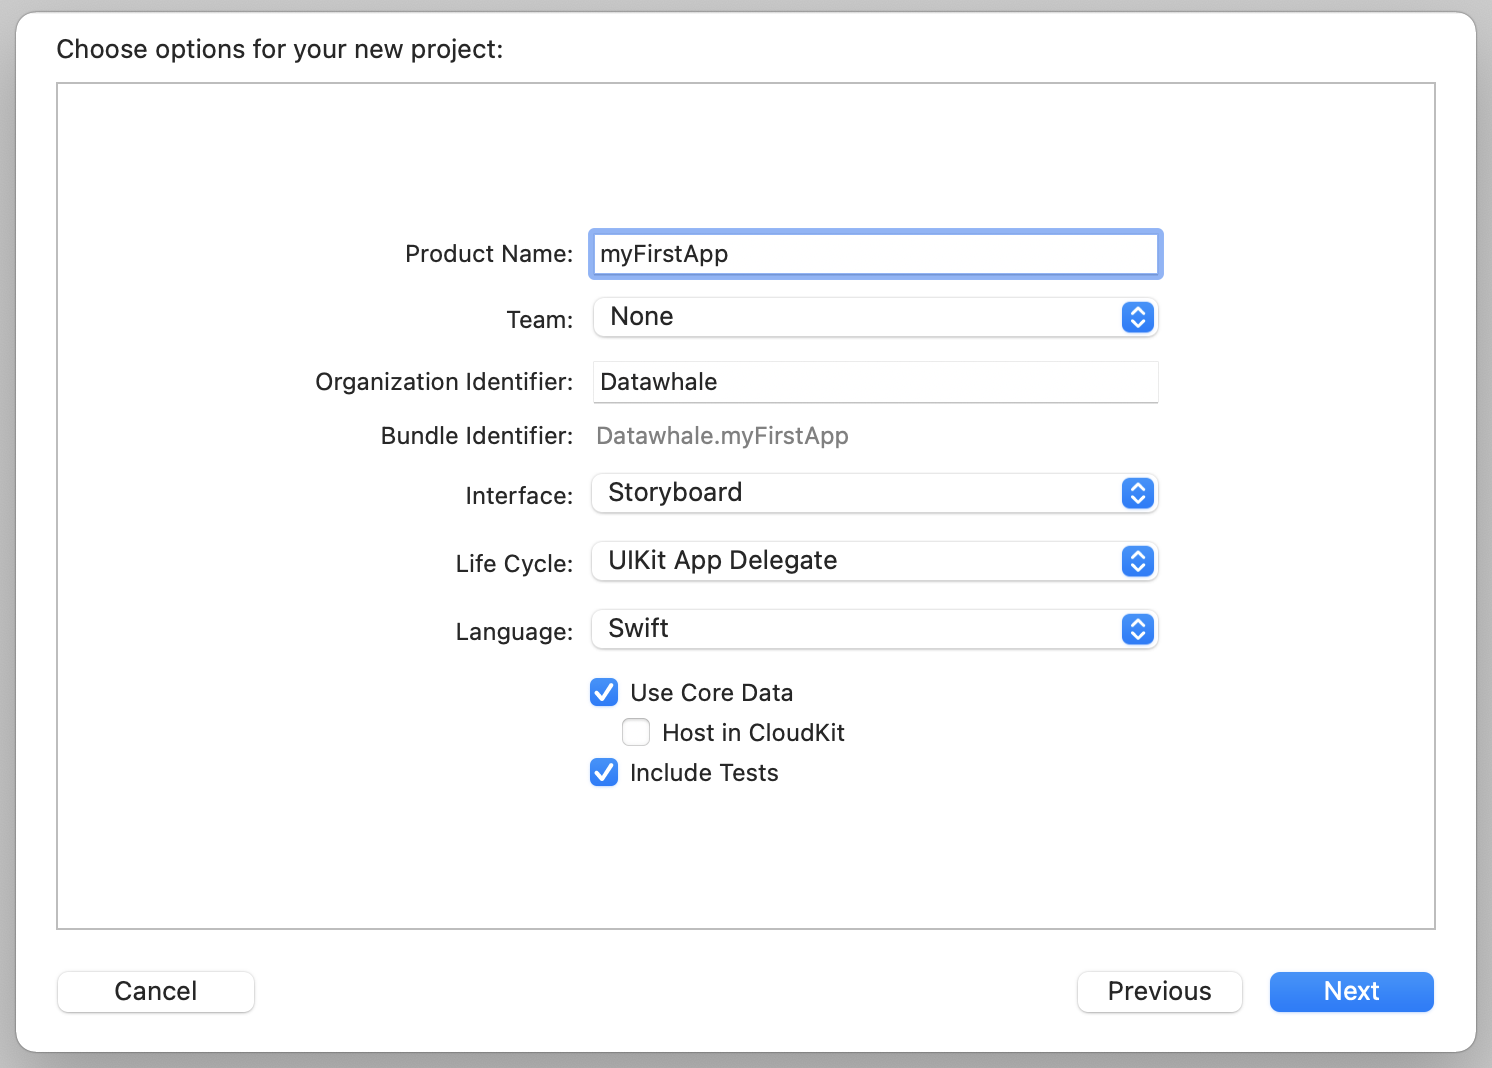 Choose options for your new project:
Product Name: myFirstApp
Team: None
Organization Identifier: Datawhale
Bundle Identifier: Datawhale.myFirstApp
Interface: Storyboard
Life Cycle: UIKit App Delegate
Language: Swift
Use Core Data
Host in CloudKit
Include Tests
Cancel Previous Next